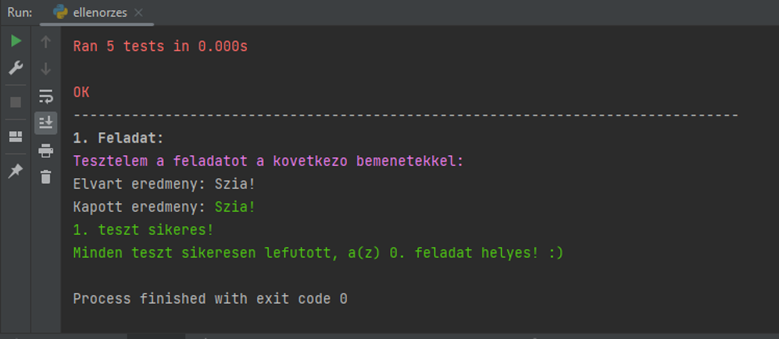 Run: ellenorzes
Ran 5 tests in 0.000s
OK
-------------------------------------------------------------------------------
1. Feladat:
Tesztelem a feladatot a kovetkezo bemenetekkel:
Elvart eredmeny: Szia!
Kapott eredmeny: Szia!
1. teszt sikeres!
Minden teszt sikeresen lefutott, a(z) 0. feladat helyes! :)
Process finished with exit code 0